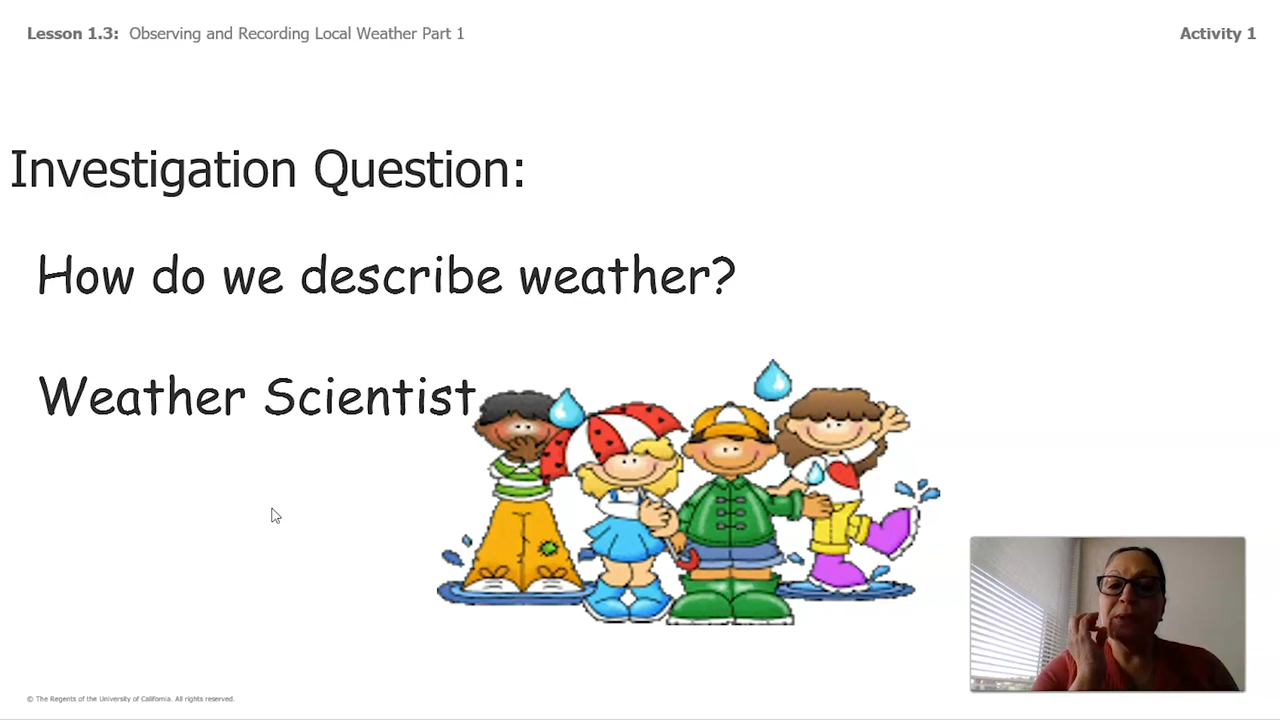 Lesson 1.3: Observing and Recording Local Weather Part 1
Activity 1
Investigation Question:
How do we describe weather?
Weather Scientist
© The Regents of the University of California. All rights reserved.